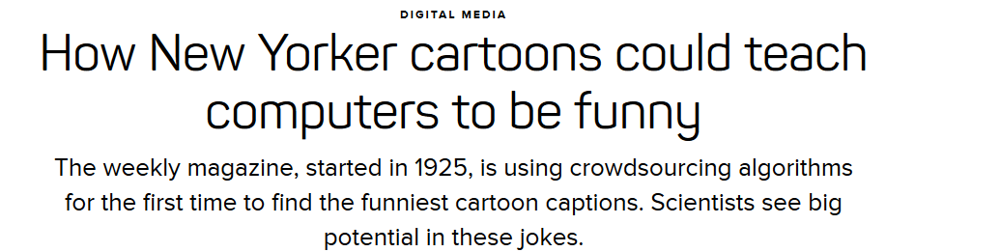 DIGITAL MEDIA
How New Yorker cartoons could teach
computers to be funny
The weekly magazine, started in 1925, is using crowdsourcing algorithms
for the first time to find the funniest cartoon captions. Scientists see big
potential in these jokes.